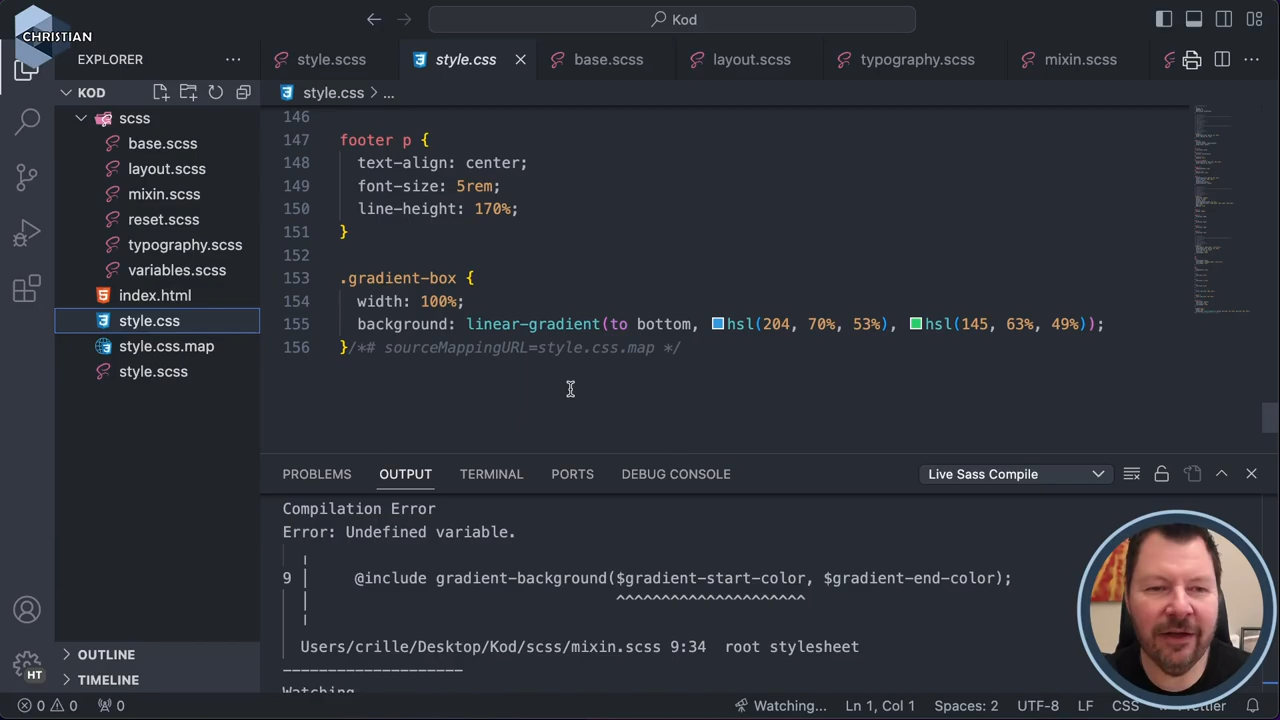 CHRISTIAN
Kod
EXPLORER
style.scss
style.css
base.scss
layout.scss
typography.scss
mixin.scss
KOD
style.css > ...
scss
base.scss
layout.scss
mixin.scss
reset.scss
typography.scss
variables.scss
index.html
style.css
style.css.map
style.scss
146
147 footer p {
148 text-align: center;
149 font-size: 5rem;
150 line-height: 170%;
151 }
152
153 .gradient-box {
154 width: 100%;
155 background: linear-gradient(to bottom, hsl(204, 70%, 53%), hsl(145, 63%, 49%));
156 }/*# sourceMappingURL=style.css.map */
PROBLEMS OUTPUT TERMINAL PORTS DEBUG CONSOLE
Live Sass Compile
Compilation Error
Error: Undefined variable.
9 | @include gradient-background($gradient-start-color, $gradient-end-color);
^^^^^^^^^^^^^^^^^^^^^
Users/crille/Desktop/Kod/scss/mixin.scss 9:34 root stylesheet
--------------------
Watching
OUTLINE
TIMELINE
HT
0 0 0
Watching... Ln 1, Col 1 Spaces: 2 UTF-8 LF CSS Prettier